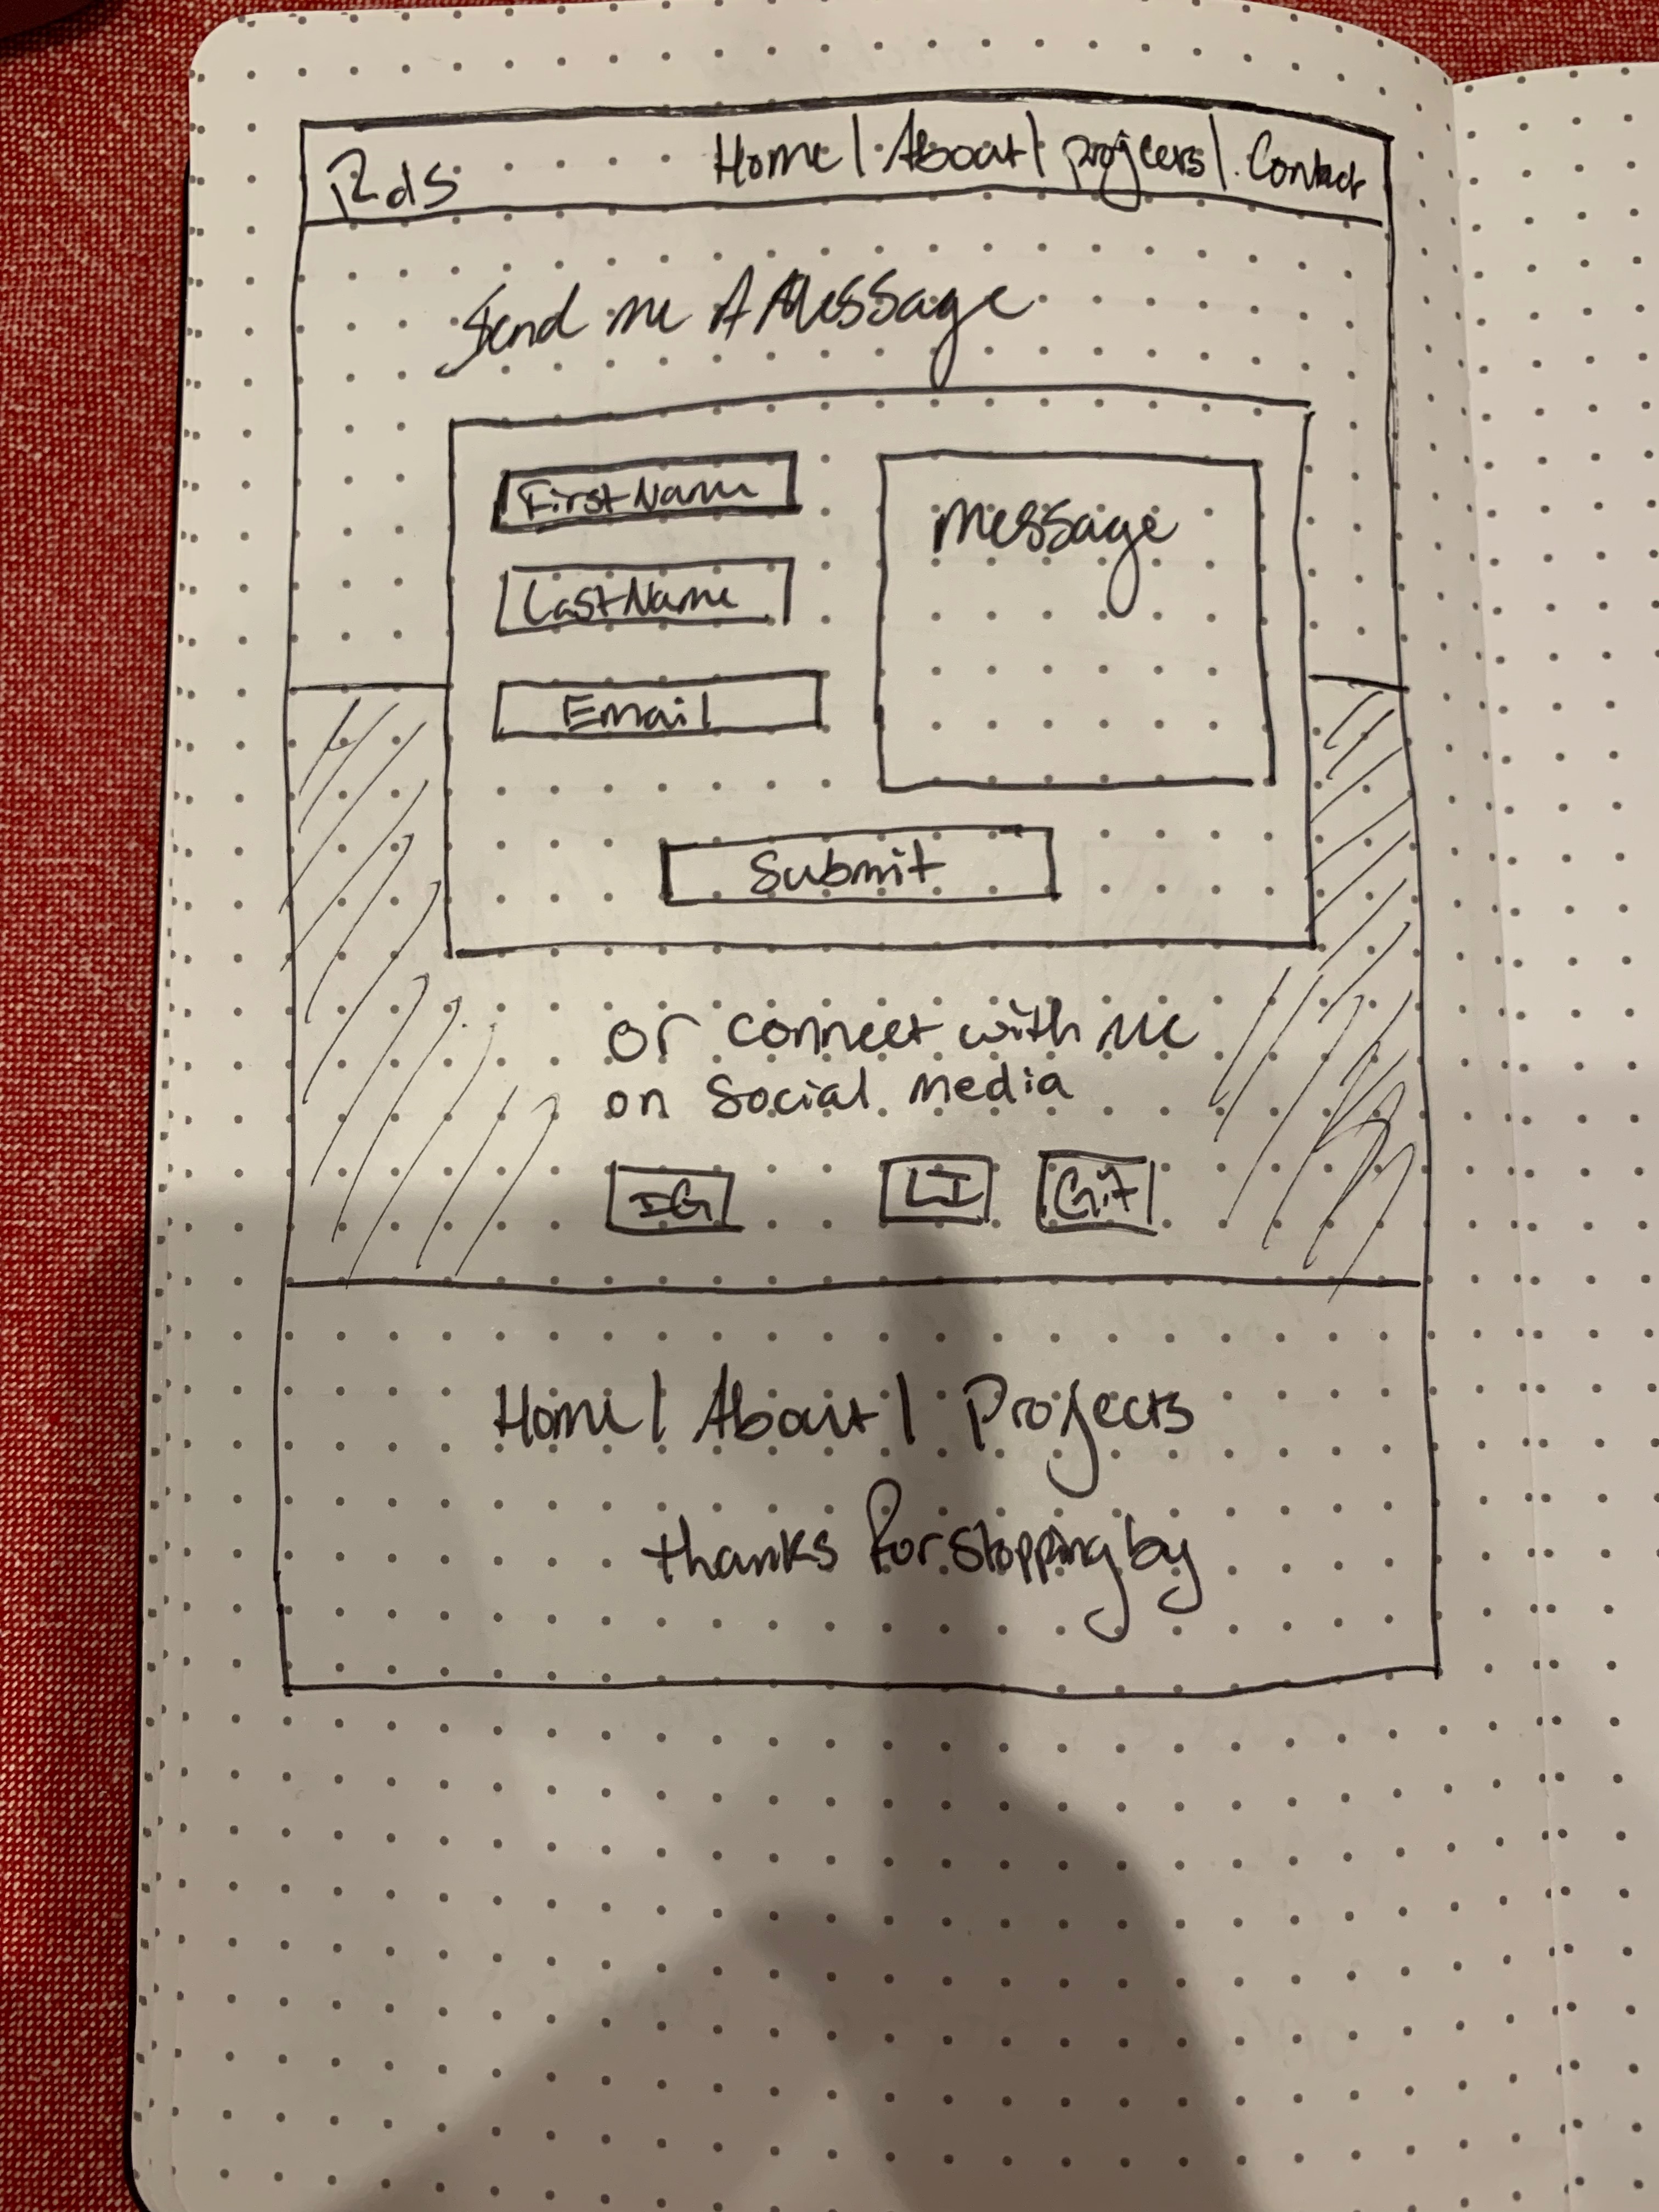 Rds Home | About | projects | Contact
Send me A Message
First Name
Last Name
Email
message
Submit
or connect with me
on Social media
IG LI Git
Home | About | Projects
thanks for stopping by